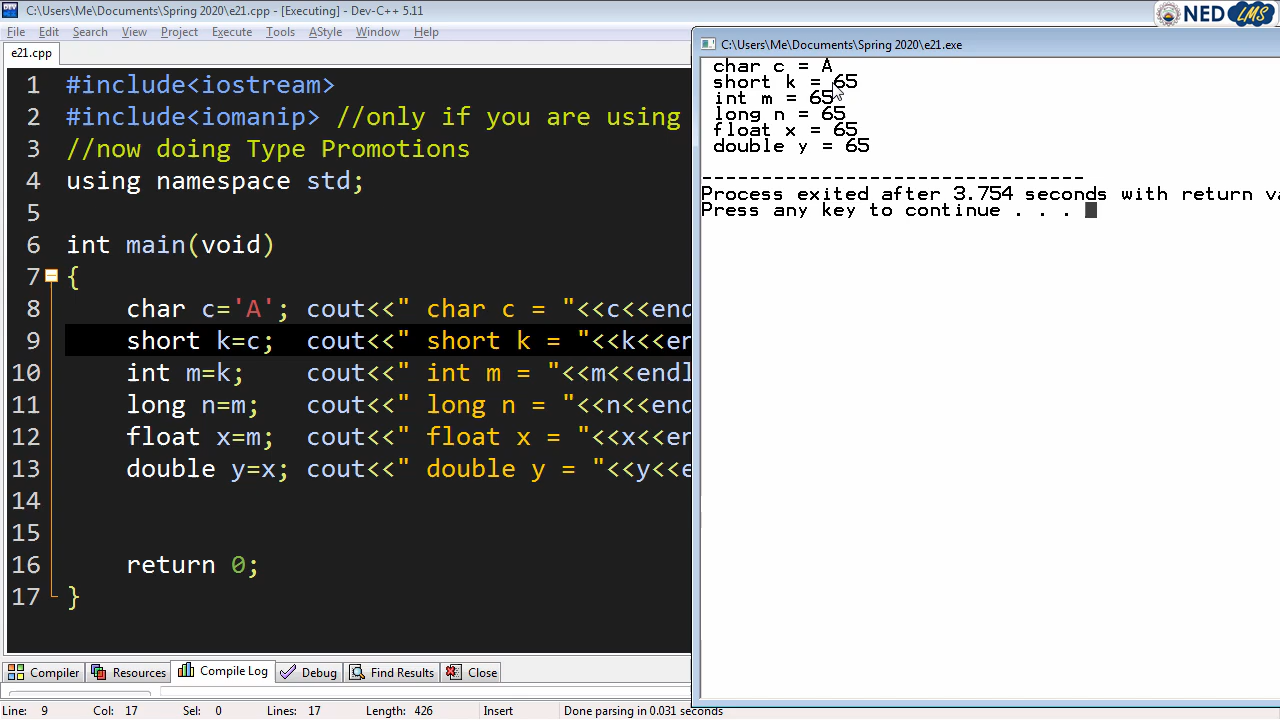 C:\Users\Me\Documents\Spring 2020\e21.cpp - [Executing] - Dev-C++ 5.11
NED LMS
File Edit Search View Project Execute Tools AStyle Window Help
e21.cpp
1 #include<iostream>
2 #include<iomanip> //only if you are using
3 //now doing Type Promotions
4 using namespace std;
5
6 int main(void)
7 {
8 char c='A'; cout<<" char c = "<<c<<end
9 short k=c; cout<<" short k = "<<k<<er
10 int m=k; cout<<" int m = "<<m<<endl
11 long n=m; cout<<" long n = "<<n<<end
12 float x=m; cout<<" float x = "<<x<<er
13 double y=x; cout<<" double y = "<<y<<e
14
15
16 return 0;
17 }
C:\Users\Me\Documents\Spring 2020\e21.exe
char c = A
short k = 65
int m = 65
long n = 65
float x = 65
double y = 65
--------------------------------
Process exited after 3.754 seconds with return va
Press any key to continue . . .
Compiler Resources Compile Log Debug Find Results Close
Line: 9 Col: 17 Sel: 0 Lines: 17 Length: 426 Insert Done parsing in 0.031 seconds